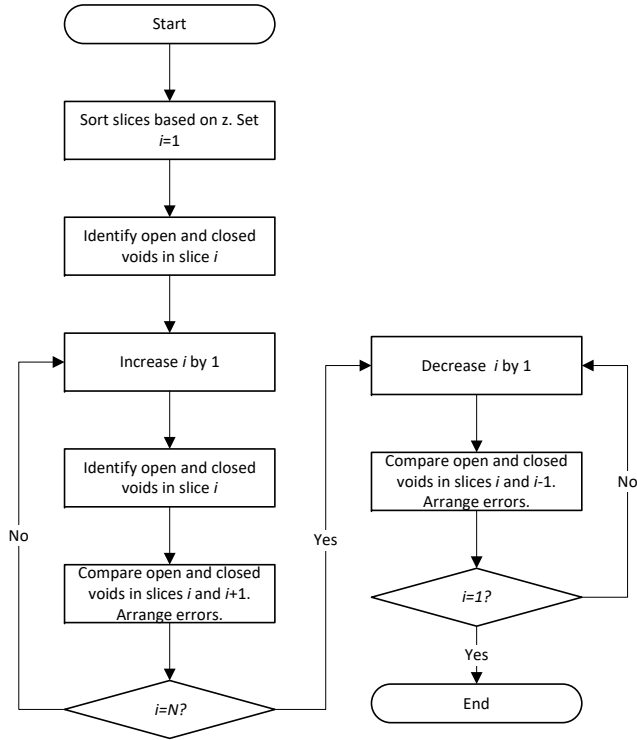 Start
Sort slices based on z. Set
i=1
Identify open and closed
voids in slice i
Increase i by 1
Identify open and closed
voids in slice i
Compare open and closed
voids in slices i and i+1.
Arrange errors.
i=N?
No
Yes
Decrease i by 1
Compare open and closed
voids in slices i and i-1.
Arrange errors.
No
i=1?
Yes
End